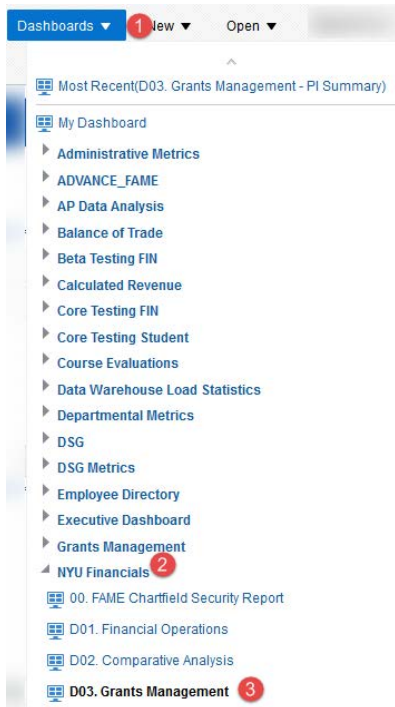 Dashboards ▼ 1 New ▼ Open ▼
Most Recent(D03. Grants Management - PI Summary)
My Dashboard
Administrative Metrics
ADVANCE_FAME
AP Data Analysis
Balance of Trade
Beta Testing FIN
Calculated Revenue
Core Testing FIN
Core Testing Student
Course Evaluations
Data Warehouse Load Statistics
Departmental Metrics
DSG
DSG Metrics
Employee Directory
Executive Dashboard
Grants Management
NYU Financials 2
00. FAME Chartfield Security Report
D01. Financial Operations
D02. Comparative Analysis
D03. Grants Management 3